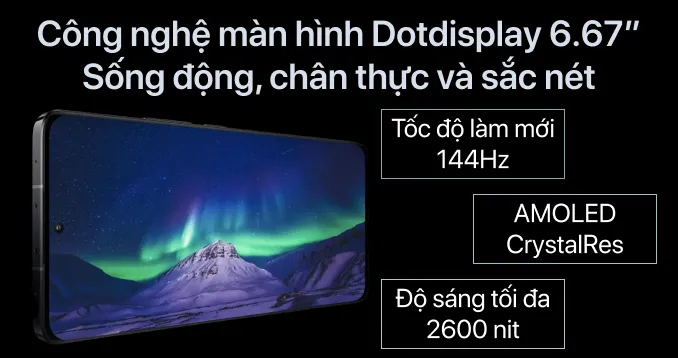 Công nghệ màn hình Dotdisplay 6.67”
Sống động, chân thực và sắc nét
Tốc độ làm mới
144Hz
AMOLED
CrystalRes
Độ sáng tối đa
2600 nit